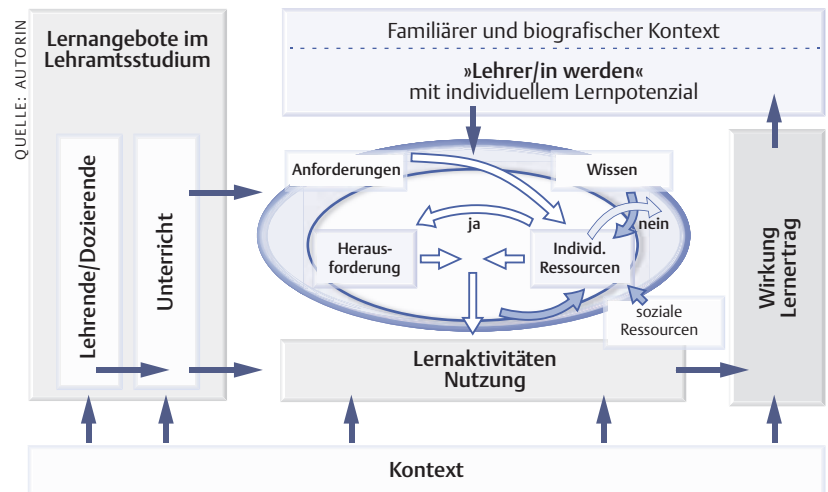 QUELLE: AUTORIN
Lernangebote im
Lehramtsstudium
Lehrende/Dozierende
Unterricht
Familiärer und biografischer Kontext
»Lehrer/in werden«
mit individuellem Lernpotenzial
Anforderungen
Wissen
ja
nein
Heraus-
forderung
Individ.
Ressourcen
soziale
Ressourcen
Lernaktivitäten
Nutzung
Wirkung
Lernertrag
Kontext